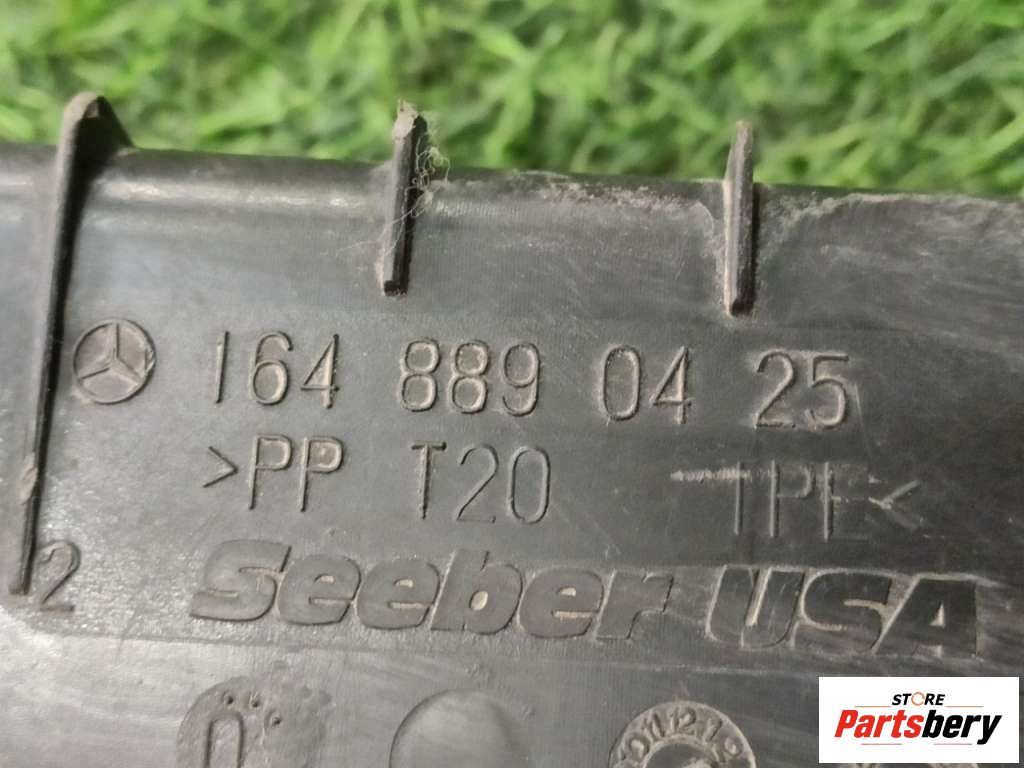 164 889 04 25
>PP T20 TPE<
2
Seeber USA
STORE
Partsbery